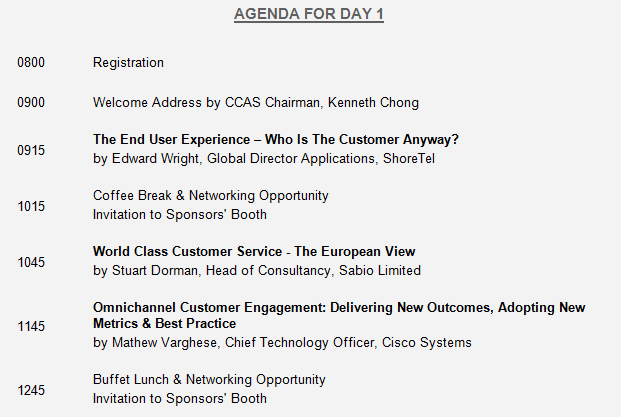 AGENDA FOR DAY 1
0800 Registration
0900 Welcome Address by CCAS Chairman, Kenneth Chong
0915
The End User Experience – Who Is The Customer Anyway?
by Edward Wright, Global Director Applications, ShoreTel
1015
Coffee Break & Networking Opportunity
Invitation to Sponsors' Booth
1045
World Class Customer Service - The European View
by Stuart Dorman, Head of Consultancy, Sabio Limited
1145
Omnichannel Customer Engagement: Delivering New Outcomes, Adopting New
Metrics & Best Practice
by Mathew Varghese, Chief Technology Officer, Cisco Systems
1245
Buffet Lunch & Networking Opportunity
Invitation to Sponsors' Booth